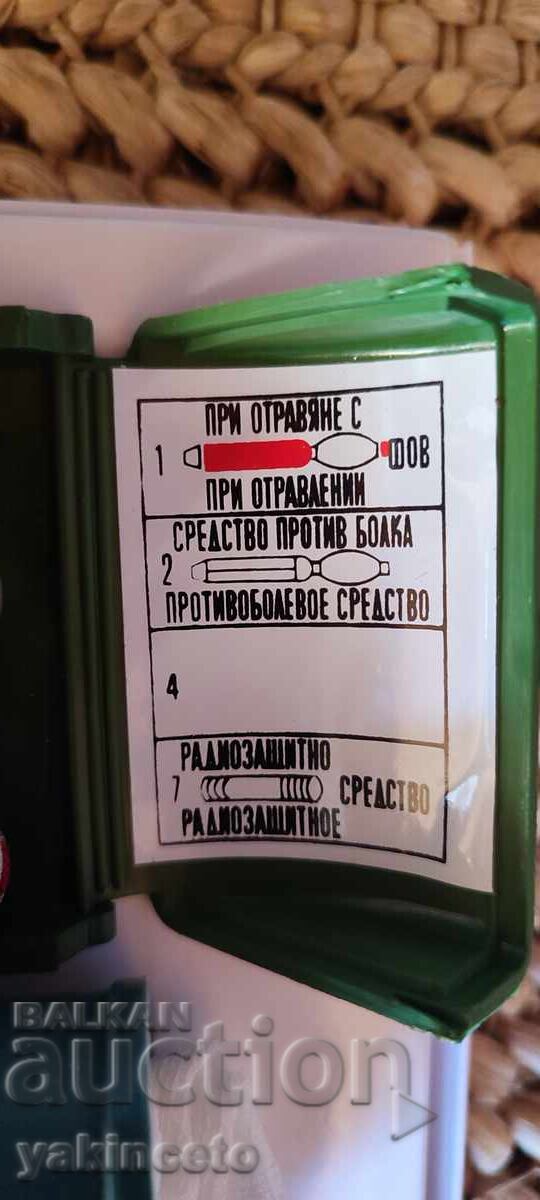 ПРИ ОТРАВЯНЕ С
1 ФОВ
ПРИ ОТРАВЛЕНИИ
СРЕДСТВО ПРОТИВ БОЛКА
2
ПРОТИВОБОЛЕВОЕ СРЕДСТВО
4
РАДИОЗАЩИТНО
7 СРЕДСТВО
РАДИОЗАЩИТНОЕ
BALKAN
auction
yakinceto